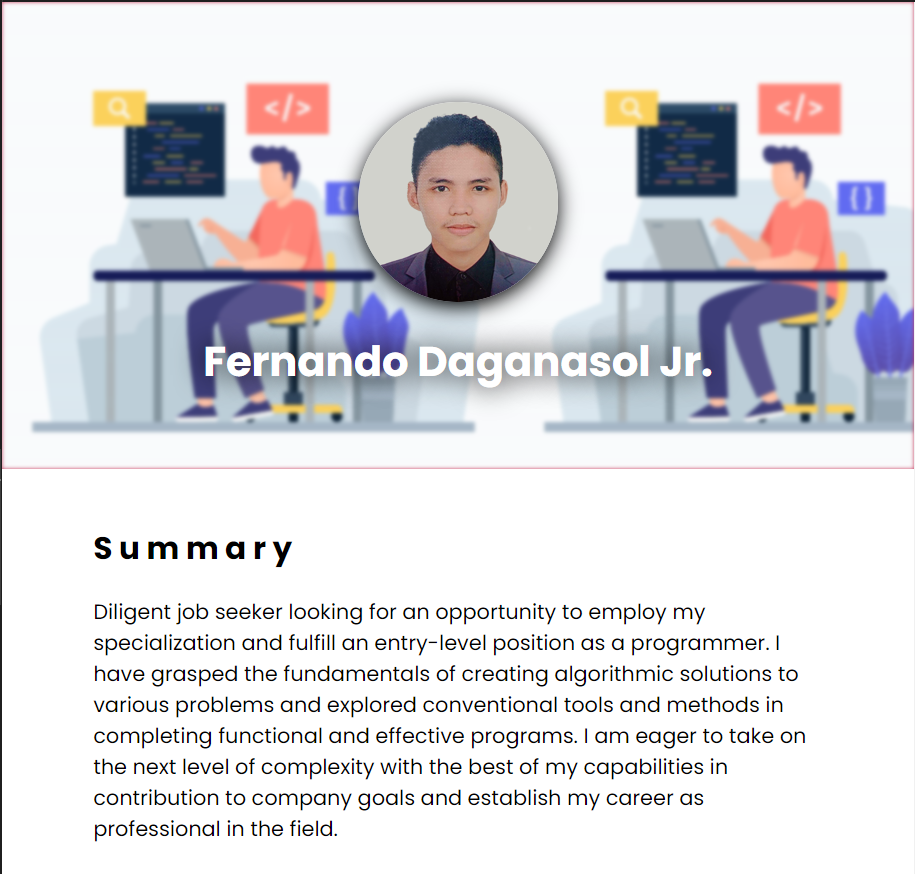 </>
</>
{}
{}
Fernando Daganasol Jr.
Summary
Diligent job seeker looking for an opportunity to employ my
specialization and fulfill an entry-level position as a programmer. I
have grasped the fundamentals of creating algorithmic solutions to
various problems and explored conventional tools and methods in
completing functional and effective programs. I am eager to take on
the next level of complexity with the best of my capabilities in
contribution to company goals and establish my career as
professional in the field.